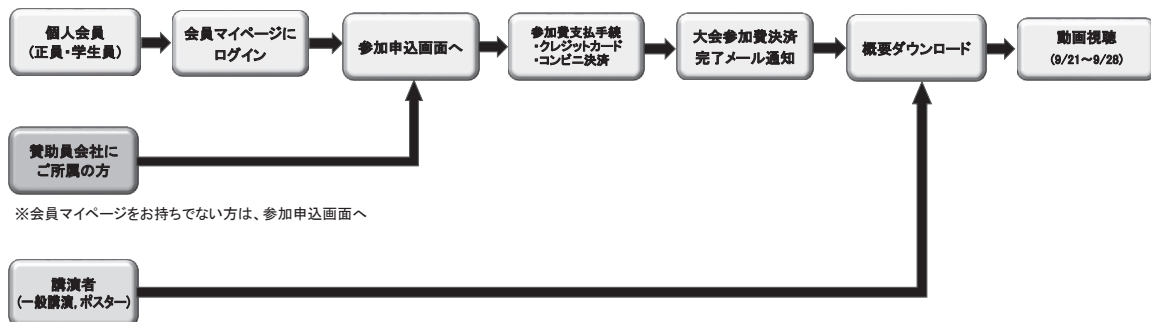 個人会員
(正員・学生員)
会員マイページに
ログイン
参加申込画面へ
参加費支払手続
・クレジットカード
・コンビニ決済
大会参加費決済
完了メール通知
概要ダウンロード
動画視聴
(9/21~9/28)
賛助員会社に
ご所属の方
※会員マイページをお持ちでない方は、参加申込画面へ
講演者
(一般講演,ポスター)